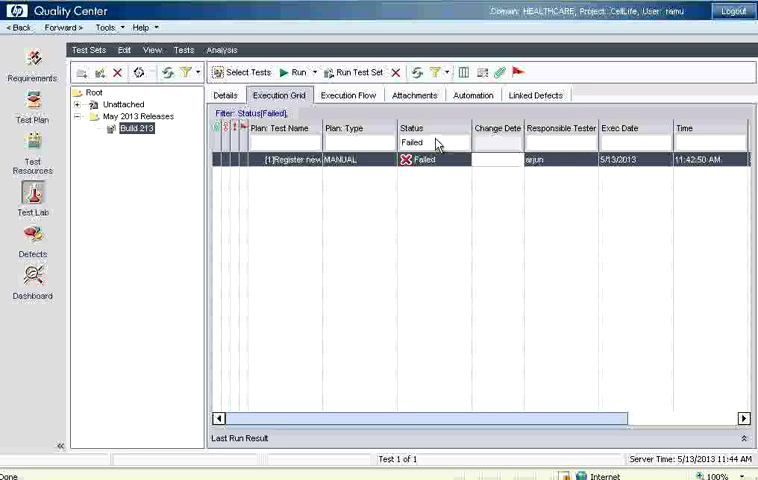 hp Quality Center
Domain: HEALTHCARE, Project: CellLife, User: ramu
Logout
< Back Forward > Tools Help
Test Sets Edit View Tests Analysis
Requirements
Test Plan
Test Resources
Test Lab
Defects
Dashboard
Root
Unattached
May 2013 Releases
Build 213
Select Tests Run Run Test Set
Details Execution Grid Execution Flow Attachments Automation Linked Defects
Filter: Status[Failed],
Plan: Test Name Plan: Type Status Change Dete Responsible Tester Exec Date Time
Failed
[1]Register new MANUAL Failed arjun 5/13/2013 11:42:50 AM
Last Run Result
Test 1 of 1
Server Time: 5/13/2013 11:44 AM
Done
Internet
100%